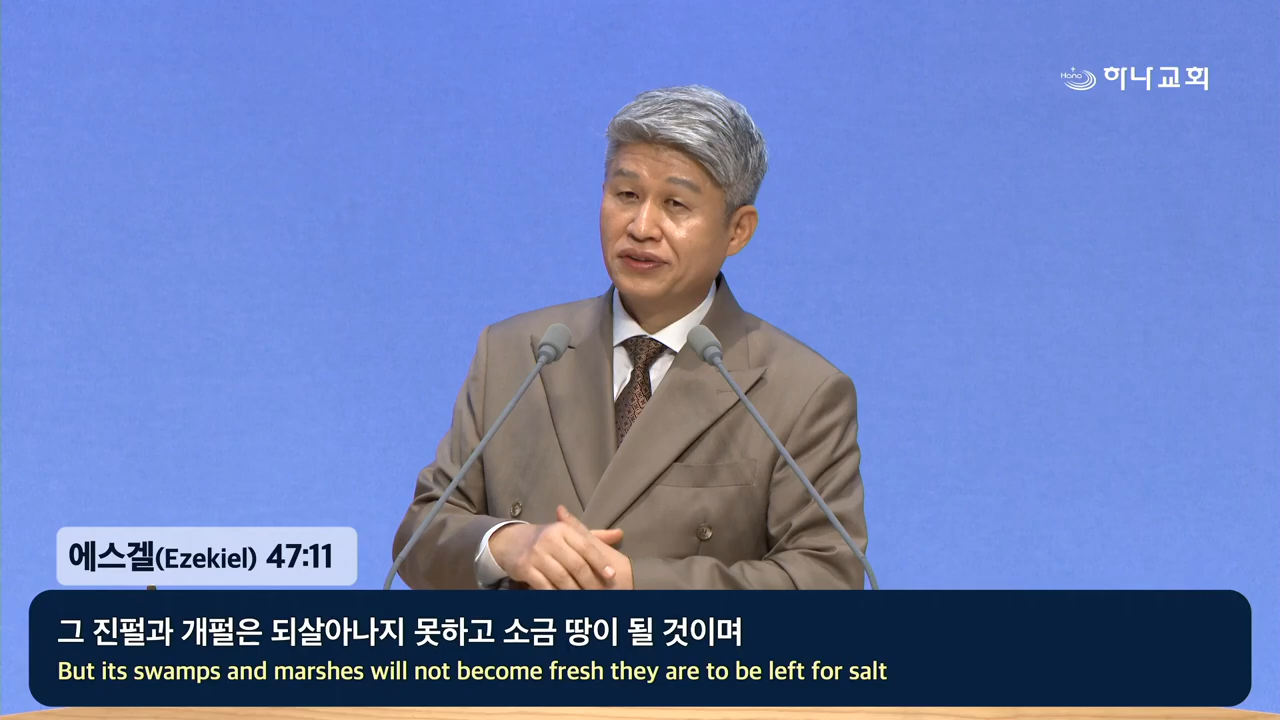 Hana 하나교회
에스겔(Ezekiel) 47:11
그 진펄과 개펄은 되살아나지 못하고 소금 땅이 될 것이며
But its swamps and marshes will not become fresh they are to be left for salt